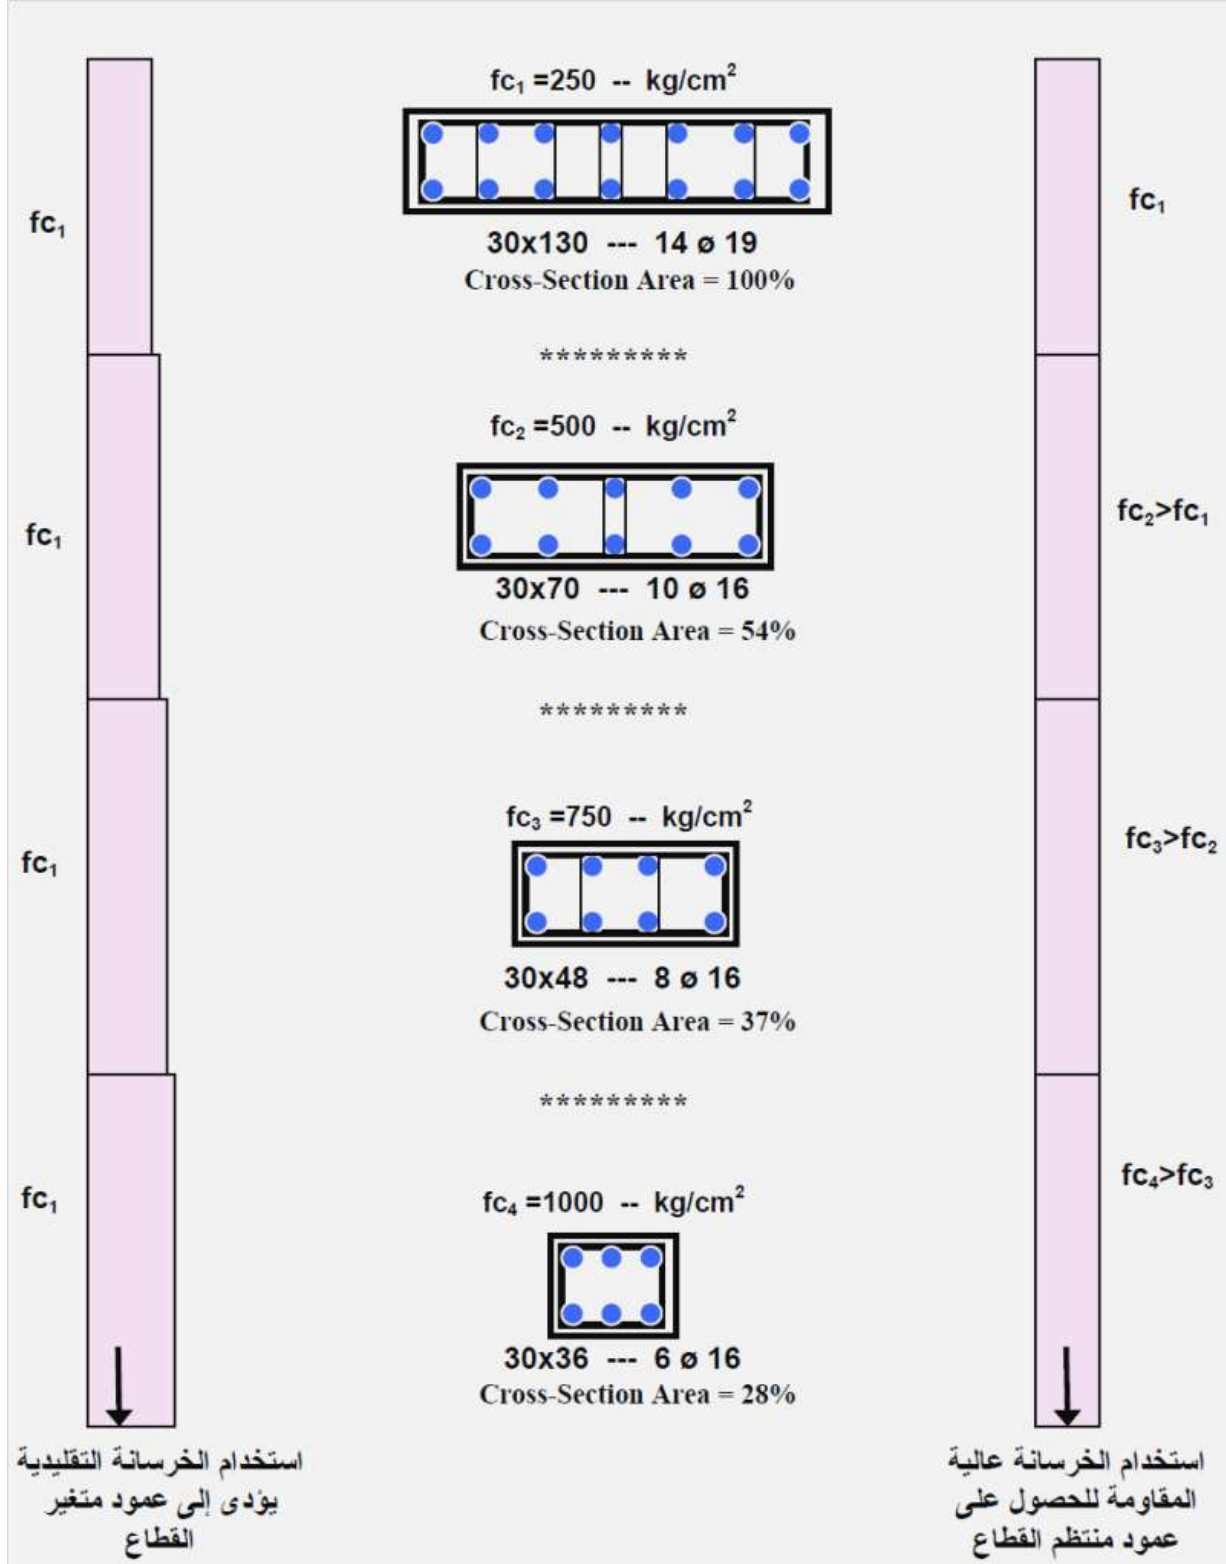 fc₁ =250 -- kg/cm²
30x130 --- 14 ø 19
Cross-Section Area = 100%
fc₁
fc₁
*********
fc₂ =500 -- kg/cm²
fc₁
fc₂>fc₁
30x70 --- 10 ø 16
Cross-Section Area = 54%
*********
fc₃ =750 -- kg/cm²
fc₁
fc₃>fc₂
30x48 --- 8 ø 16
Cross-Section Area = 37%
*********
fc₁
fc₄>fc₃
fc₄ =1000 -- kg/cm²
30x36 --- 6 ø 16
Cross-Section Area = 28%
استخدام الخرسانة التقليدية
يؤدى إلى عمود متغير
القطاع
استخدام الخرسانة عالية
المقاومة للحصول على
عمود منتظم القطاع